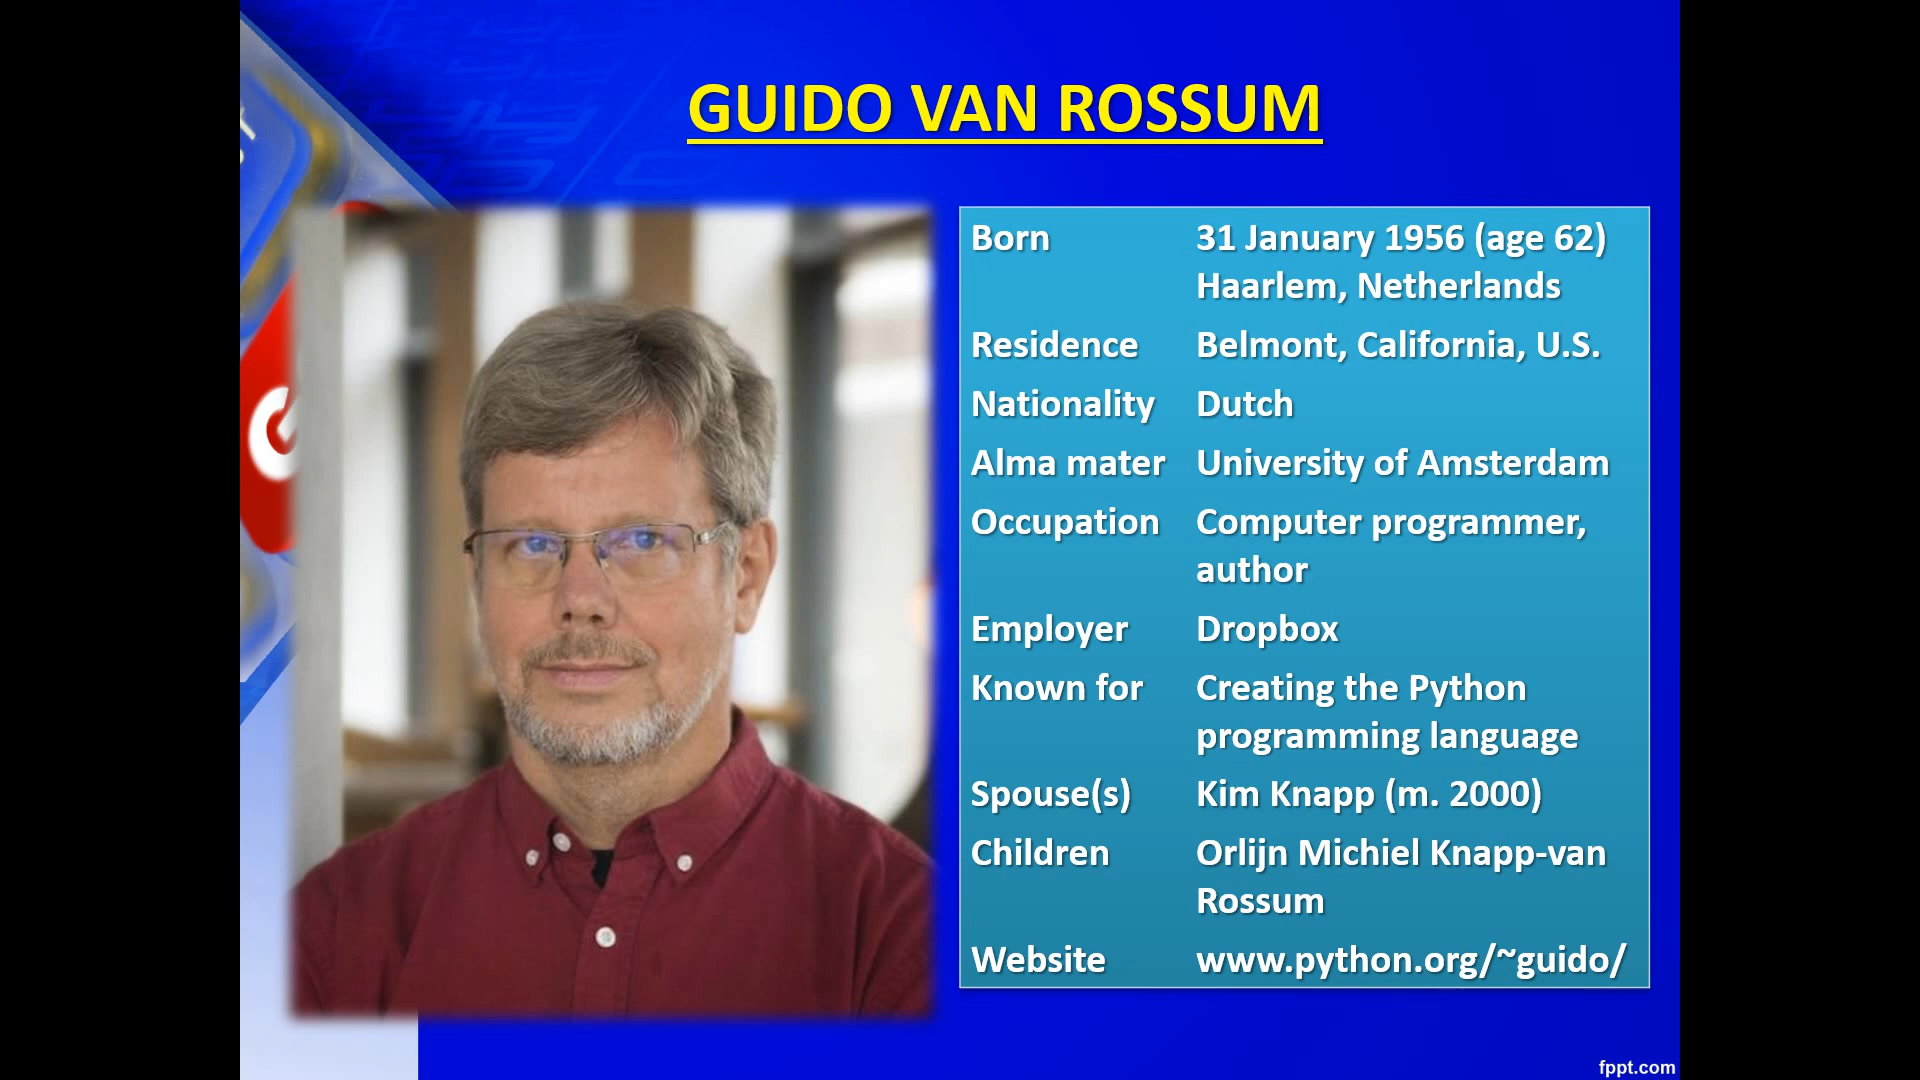 GUIDO VAN ROSSUM
Born 31 January 1956 (age 62)
Haarlem, Netherlands
Residence Belmont, California, U.S.
Nationality Dutch
Alma mater University of Amsterdam
Occupation Computer programmer,
author
Employer Dropbox
Known for Creating the Python
programming language
Spouse(s) Kim Knapp (m. 2000)
Children Orlijn Michiel Knapp-van
Rossum
Website www.python.org/~guido/
fppt.com